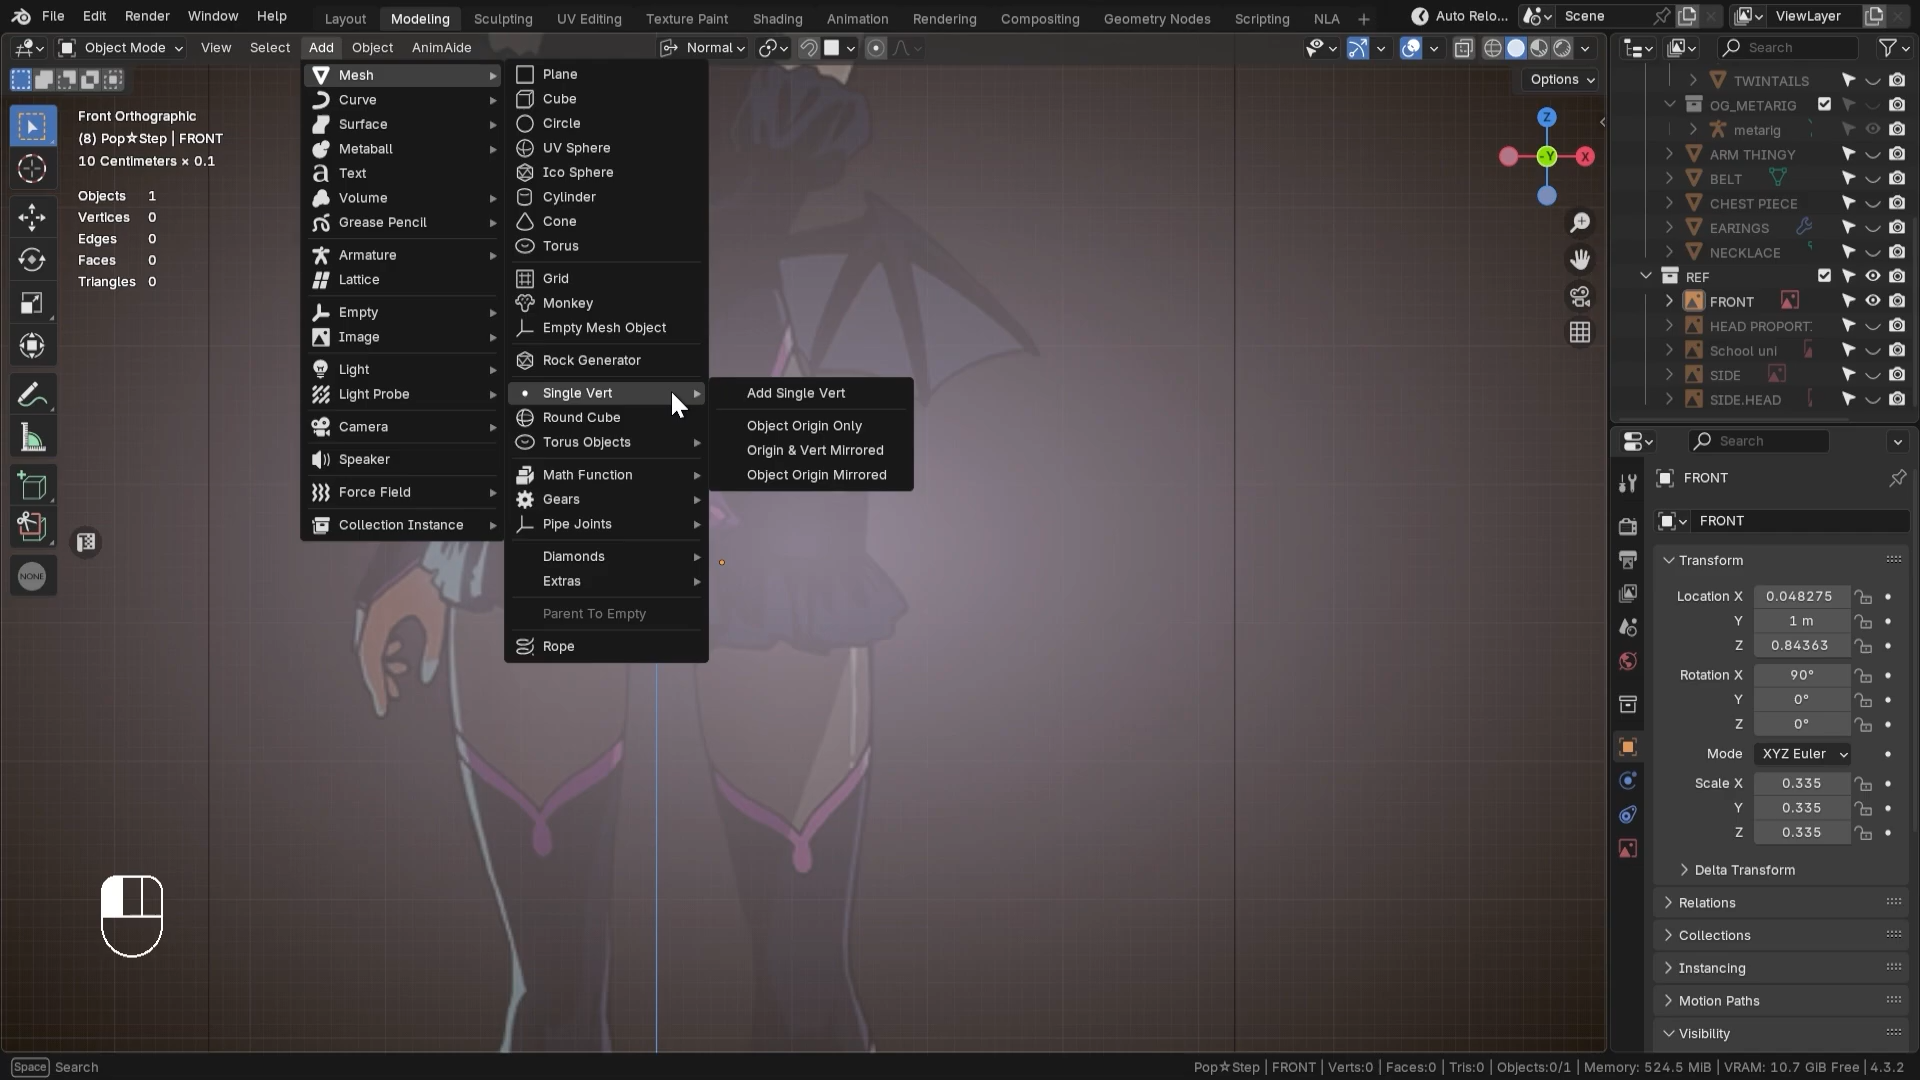 File Edit Render Window Help Layout Modeling Sculpting UV Editing Texture Paint Shading Animation Rendering Compositing Geometry Nodes Scripting NLA Auto Relo... Scene ViewLayer
Object Mode View Select Add Object AnimAide Normal Search
Options
Front Orthographic
(8) Pop☆Step | FRONT
10 Centimeters × 0.1
Objects 1
Vertices 0
Edges 0
Faces 0
Triangles 0
NONE
Mesh
Curve
Surface
Metaball
Text
Volume
Grease Pencil
Armature
Lattice
Empty
Image
Light
Light Probe
Camera
Speaker
Force Field
Collection Instance
Plane
Cube
Circle
UV Sphere
Ico Sphere
Cylinder
Cone
Torus
Grid
Monkey
Empty Mesh Object
Rock Generator
Single Vert
Round Cube
Torus Objects
Math Function
Gears
Pipe Joints
Diamonds
Extras
Parent To Empty
Rope
Add Single Vert
Object Origin Only
Origin & Vert Mirrored
Object Origin Mirrored
Z
-Y
X
TWINTAILS
OG_METARIG
metarig
ARM THINGY
BELT
CHEST PIECE
EARINGS
NECKLACE
REF
FRONT
HEAD PROPORT
School uni
SIDE
SIDE.HEAD
Search
FRONT
FRONT
Transform
Location X 0.048275
Y 1 m
Z 0.84363
Rotation X 90°
Y 0°
Z 0°
Mode XYZ Euler
Scale X 0.335
Y 0.335
Z 0.335
Delta Transform
Relations
Collections
Instancing
Motion Paths
Visibility
Space Search
Pop☆Step | FRONT | Verts:0 | Faces:0 | Tris:0 | Objects:0/1 | Memory: 524.5 MiB | VRAM: 10.7 GiB Free | 4.3.2